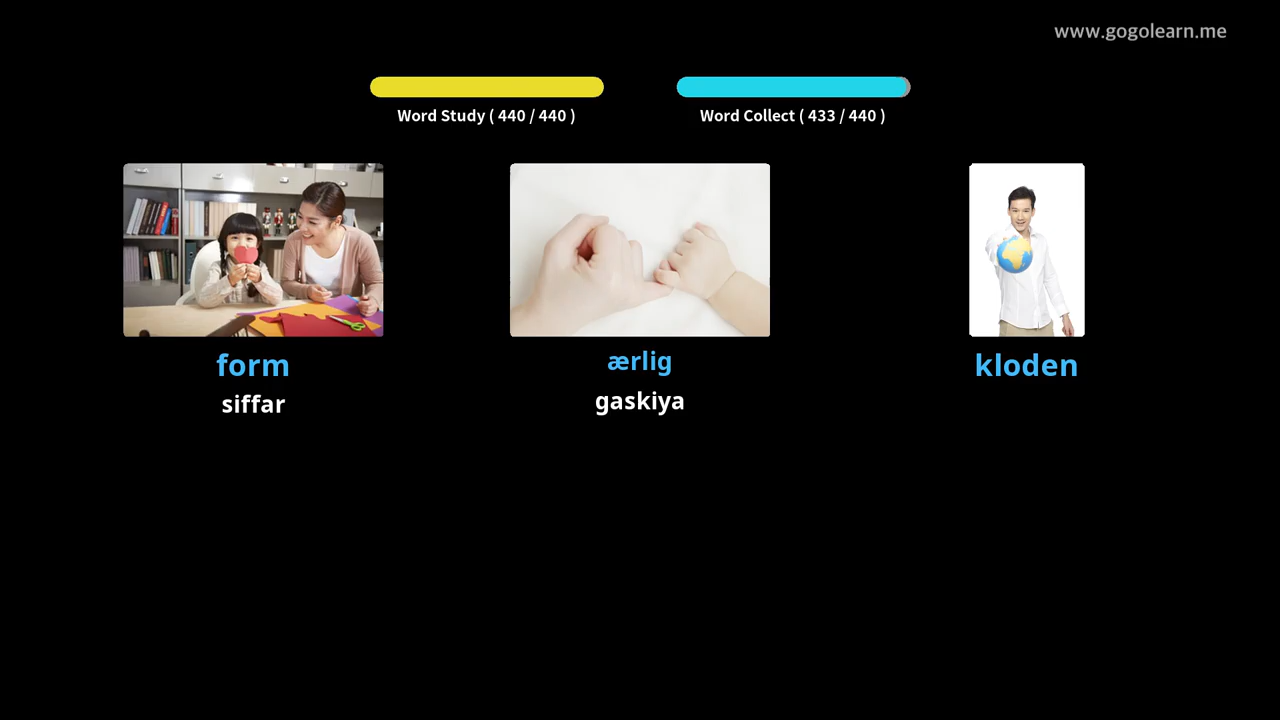 www.gogolearn.me
Word Study ( 440 / 440 )
Word Collect ( 433 / 440 )
form
siffar
ærlig
gaskiya
kloden